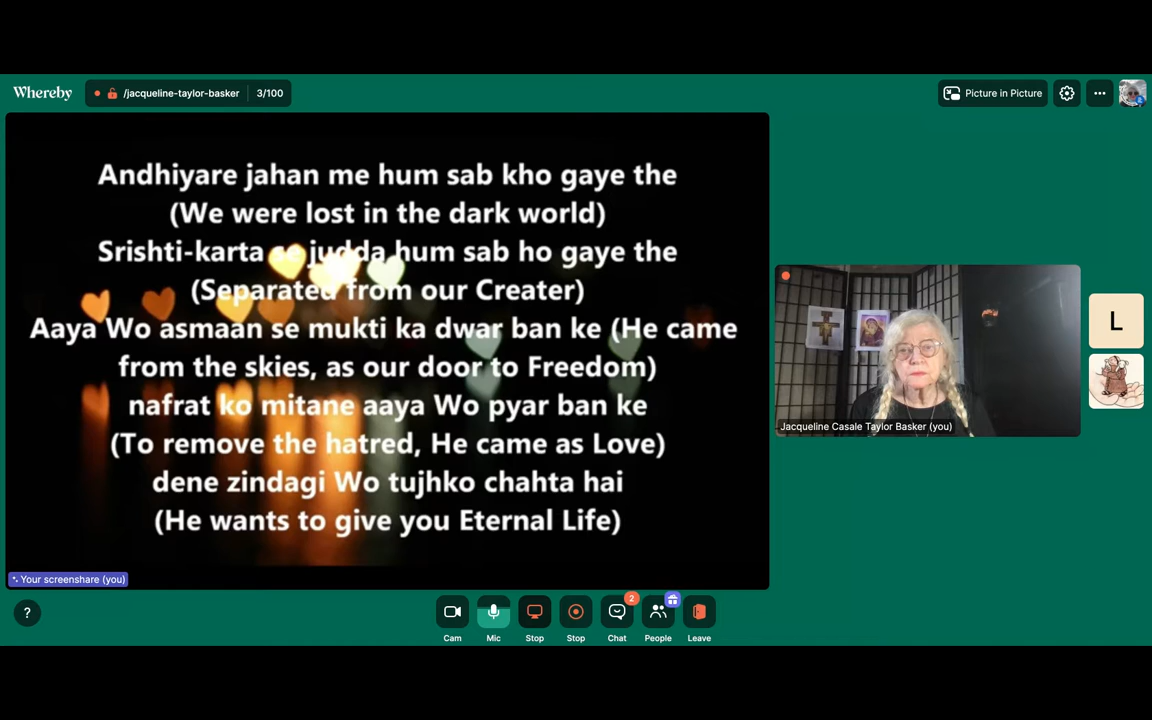 Whereby
/jacqueline-taylor-basker 3/100
Picture in Picture
Andhiyare jahan me hum sab kho gaye the
(We were lost in the dark world)
Srishti-karta se judda hum sab ho gaye the
(Separated from our Creater)
Aaya Wo asmaan se mukti ka dwar ban ke (He came
from the skies, as our door to Freedom)
nafrat ko mitane aaya Wo pyar ban ke
(To remove the hatred, He came as Love)
dene zindagi Wo tujhko chahta hai
(He wants to give you Eternal Life)
Your screenshare (you)
Jacqueline Casale Taylor Basker (you)
L
?
2
Cam Mic Stop Stop Chat People Leave